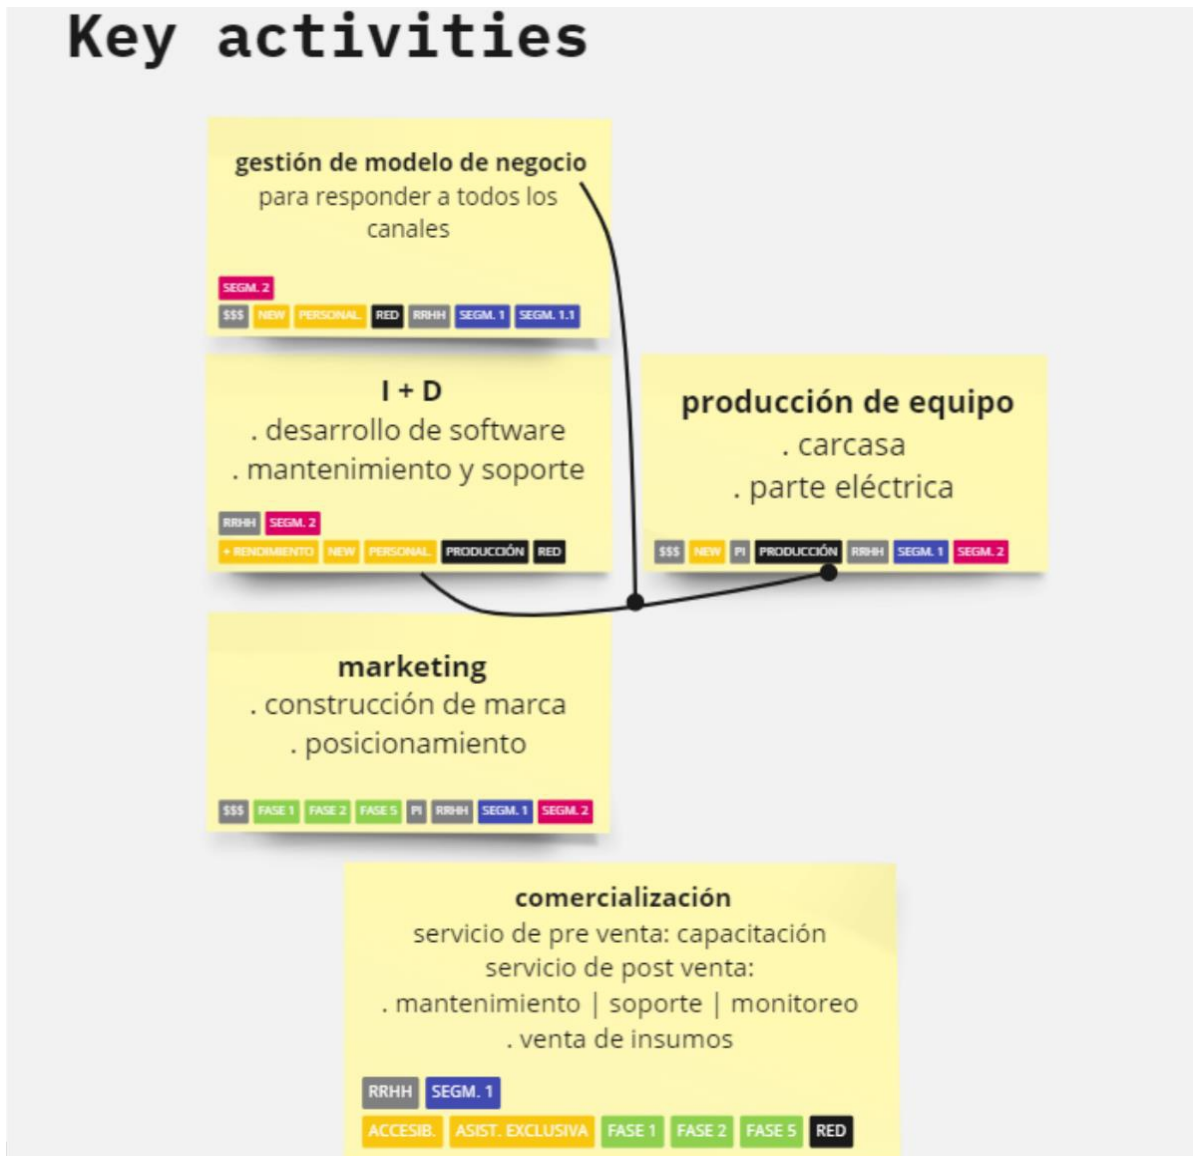 Key activities
gestión de modelo de negocio
para responder a todos los
canales
SEGM. 2
$$$ NEW PERSONAL RED RRHH SEGM. 1 SEGM. 1.1
I + D
. desarrollo de software
. mantenimiento y soporte
RRHH SEGM. 2
+ RENDIMIENTO NEW PERSONAL PRODUCCIÓN RED
producción de equipo
. carcasa
. parte eléctrica
$$$ NEW PI PRODUCCIÓN RRHH SEGM. 1 SEGM. 2
marketing
. construcción de marca
. posicionamiento
$$$ FASE 1 FASE 2 FASE 5 PI RRHH SEGM. 1 SEGM. 2
comercialización
servicio de pre venta: capacitación
servicio de post venta:
. mantenimiento | soporte | monitoreo
. venta de insumos
RRHH SEGM. 1
ACCESIB. ASIST. EXCLUSIVA FASE 1 FASE 2 FASE 5 RED